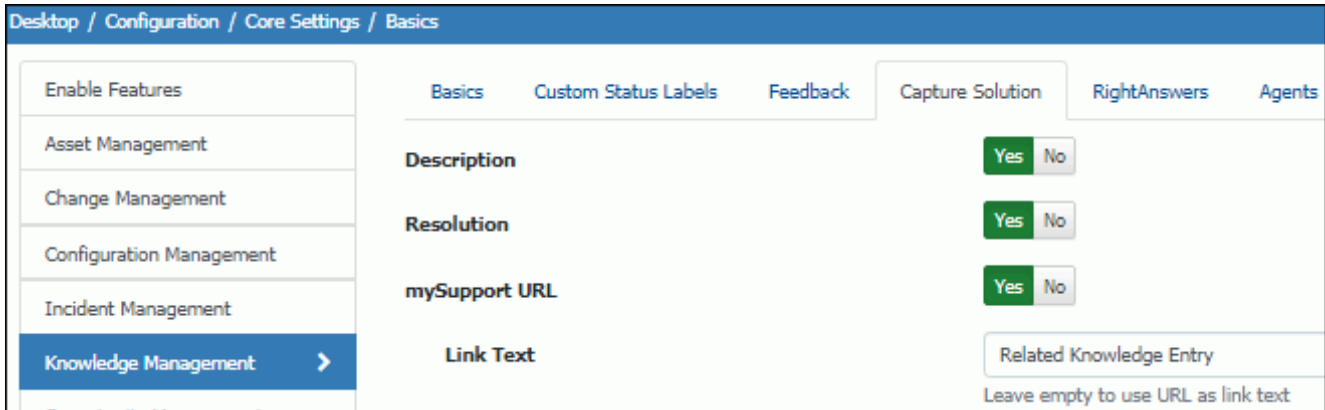 Desktop / Configuration / Core Settings / Basics
Enable Features
Asset Management
Change Management
Configuration Management
Incident Management
Knowledge Management
Basics Custom Status Labels Feedback Capture Solution RightAnswers Agents
Description Yes No
Resolution Yes No
mySupport URL Yes No
Link Text Related Knowledge Entry
Leave empty to use URL as link text